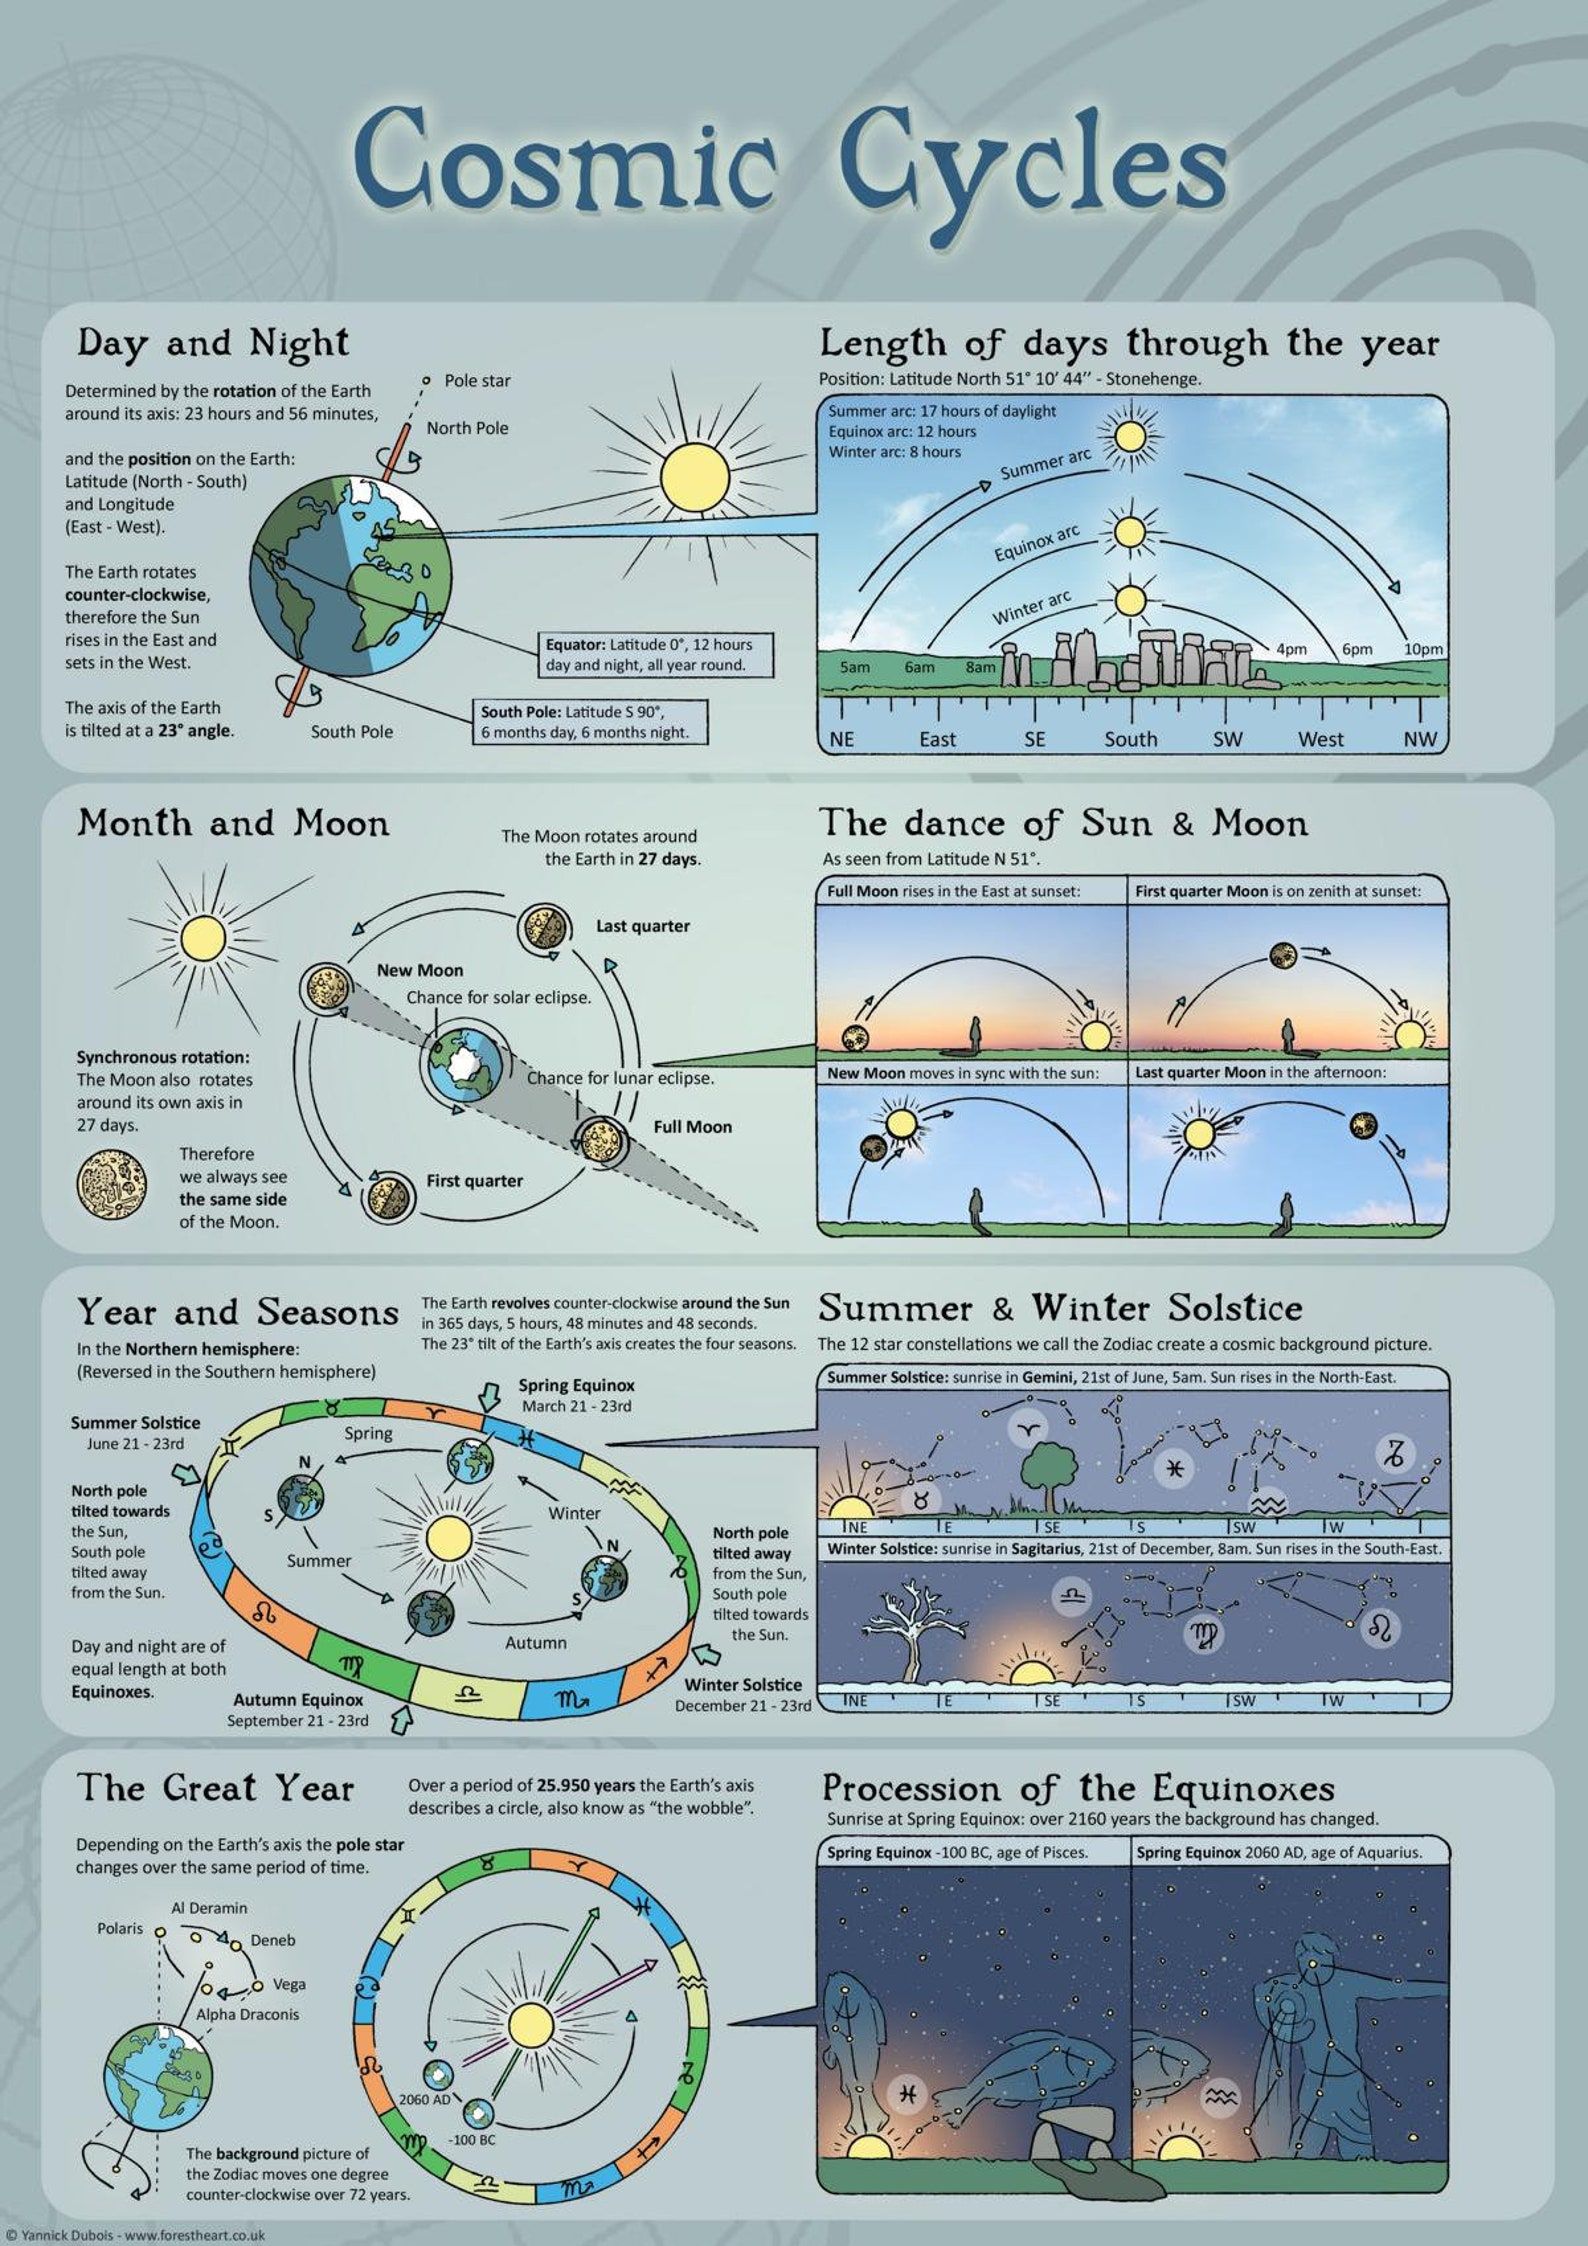 Cosmic Cycles
Day and Night
Determined by the rotation of the Earth
around its axis: 23 hours and 56 minutes,
and the position on the Earth:
Latitude (North - South)
and Longitude
(East - West).
The Earth rotates
counter-clockwise,
therefore the Sun
rises in the East and
sets in the West.
The axis of the Earth
is tilted at a 23° angle.
Pole star
North Pole
Equator: Latitude 0°, 12 hours
day and night, all year round.
South Pole: Latitude S 90°,
6 months day, 6 months night.
South Pole
Length of days through the year
Position: Latitude North 51° 10’ 44’’ - Stonehenge.
Summer arc: 17 hours of daylight
Equinox arc: 12 hours
Winter arc: 8 hours
Summer arc
Equinox arc
Winter arc
5am 6am 8am 4pm 6pm 10pm
NE East SE South SW West NW
Month and Moon
The Moon rotates around
the Earth in 27 days.
Last quarter
New Moon
Chance for solar eclipse.
Synchronous rotation:
The Moon also rotates
around its own axis in
27 days.
Therefore
we always see
the same side
of the Moon.
Chance for lunar eclipse.
Full Moon
First quarter
The dance of Sun & Moon
As seen from Latitude N 51°.
Full Moon rises in the East at sunset:
First quarter Moon is on zenith at sunset:
New Moon moves in sync with the sun:
Last quarter Moon in the afternoon:
Year and Seasons
The Earth revolves counter-clockwise around the Sun
in 365 days, 5 hours, 48 minutes and 48 seconds.
The 23° tilt of the Earth’s axis creates the four seasons.
In the Northern hemisphere:
(Reversed in the Southern hemisphere)
Spring Equinox
March 21 - 23rd
Summer Solstice
June 21 - 23rd
Spring
N
S
North pole
tilted towards
the Sun,
South pole
tilted away
from the Sun.
Winter
Summer
N
S
North pole
tilted away
from the Sun,
South pole
tilted towards
the Sun.
Autumn
Day and night are of
equal length at both
Equinoxes.
Autumn Equinox
September 21 - 23rd
Winter Solstice
December 21 - 23rd
Summer & Winter Solstice
The 12 star constellations we call the Zodiac create a cosmic background picture.
Summer Solstice: sunrise in Gemini, 21st of June, 5am. Sun rises in the North-East.
NE E SE S SW W
Winter Solstice: sunrise in Sagitarius, 21st of December, 8am. Sun rises in the South-East.
NE E SE S SW W
The Great Year
Over a period of 25.950 years the Earth’s axis
describes a circle, also know as “the wobble”.
Depending on the Earth’s axis the pole star
changes over the same period of time.
Al Deramin
Polaris
Deneb
Vega
Alpha Draconis
2060 AD
-100 BC
The background picture of
the Zodiac moves one degree
counter-clockwise over 72 years.
Procession of the Equinoxes
Sunrise at Spring Equinox: over 2160 years the background has changed.
Spring Equinox -100 BC, age of Pisces.
Spring Equinox 2060 AD, age of Aquarius.
© Yannick Dubois - www.forestheart.co.uk